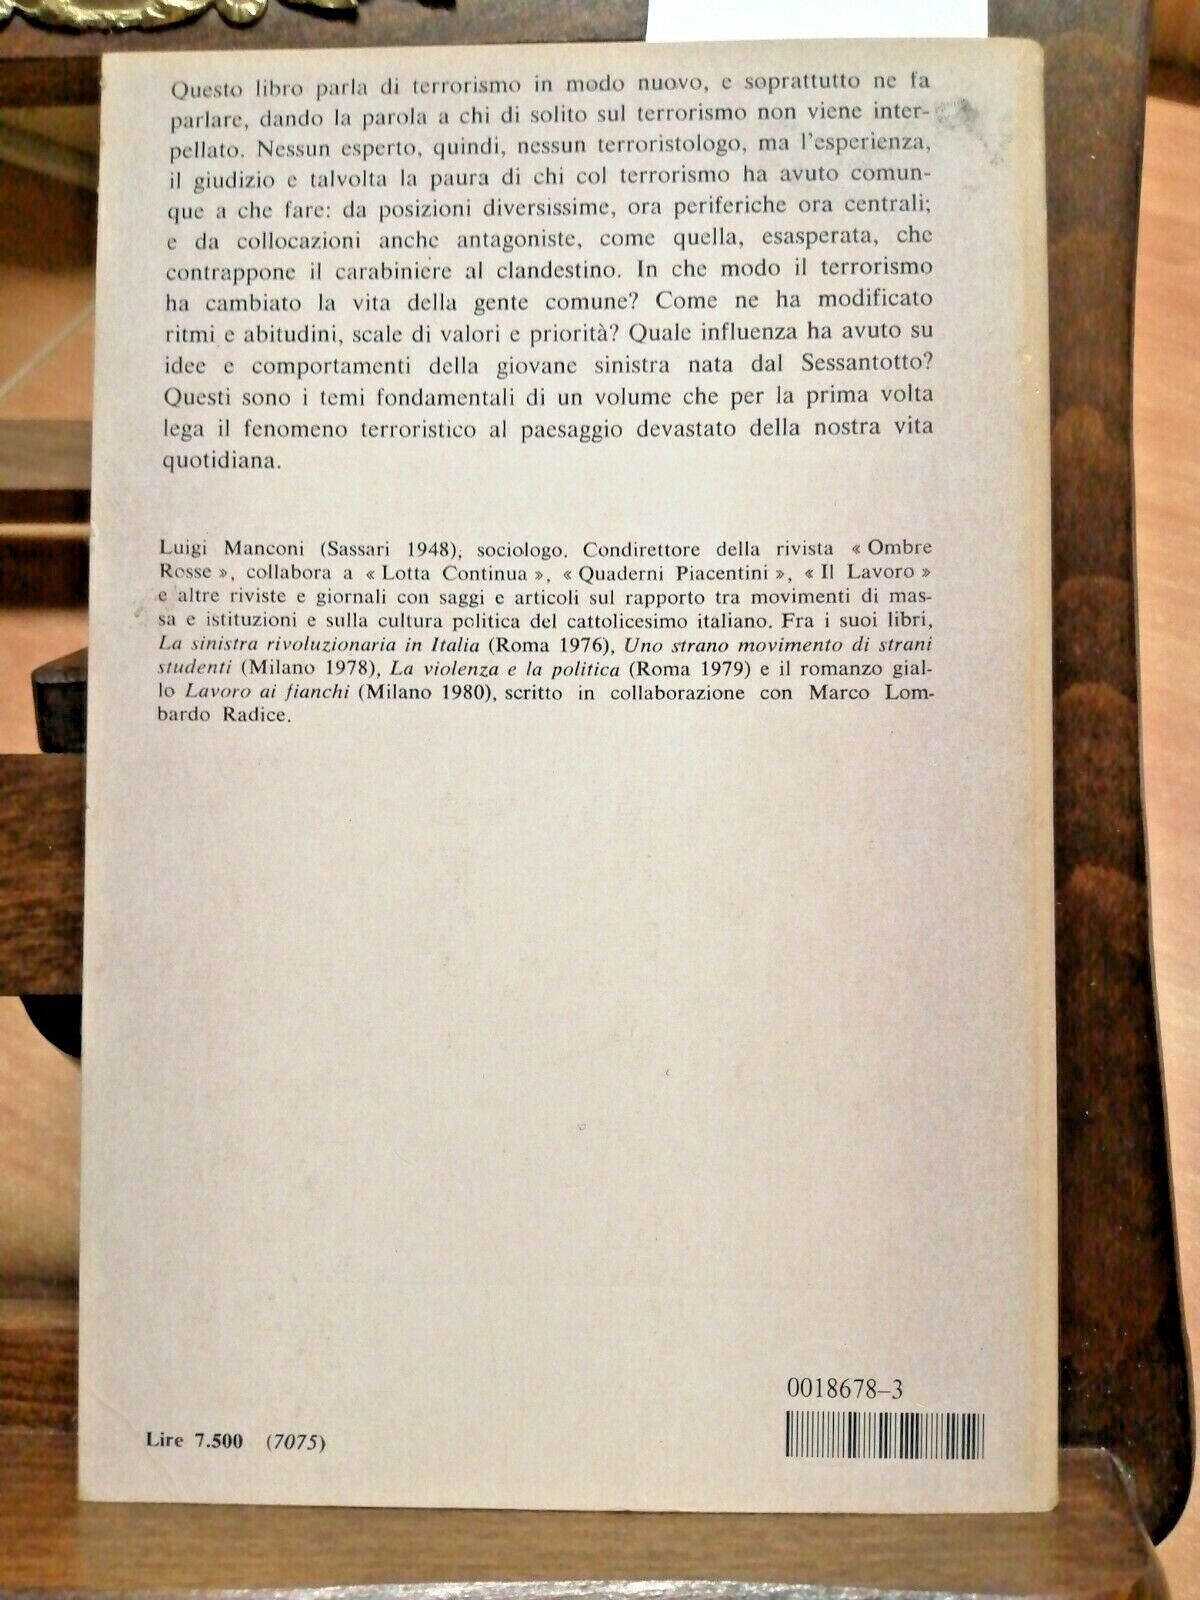 Questo libro parla di terrorismo in modo nuovo, e soprattutto ne fa
parlare, dando la parola a chi di solito sul terrorismo non viene inter-
pellato. Nessun esperto, quindi, nessun terroristologo, ma l'esperienza,
il giudizio e talvolta la paura di chi col terrorismo ha avuto comun-
que a che fare: da posizioni diversissime, ora periferiche ora centrali;
e da collocazioni anche antagoniste, come quella, esasperata, che
contrappone il carabiniere al clandestino. In che modo il terrorismo
ha cambiato la vita della gente comune? Come ne ha modificato
ritmi e abitudini, scale di valori e priorità? Quale influenza ha avuto su
idee e comportamenti della giovane sinistra nata dal Sessantotto?
Questi sono i temi fondamentali di un volume che per la prima volta
lega il fenomeno terroristico al paesaggio devastato della nostra vita
quotidiana.
Luigi Manconi (Sassari 1948), sociologo. Condirettore della rivista « Ombre
Rosse », collabora a « Lotta Continua », « Quaderni Piacentini », « Il Lavoro »
e altre riviste e giornali con saggi e articoli sul rapporto tra movimenti di mas-
sa e istituzioni e sulla cultura politica del cattolicesimo italiano. Fra i suoi libri,
La sinistra rivoluzionaria in Italia (Roma 1976), Uno strano movimento di strani
studenti (Milano 1978), La violenza e la politica (Roma 1979) e il romanzo gial-
lo Lavoro ai fianchi (Milano 1980), scritto in collaborazione con Marco Lom-
bardo Radice.
0018678–3
Lire 7.500 (7075)